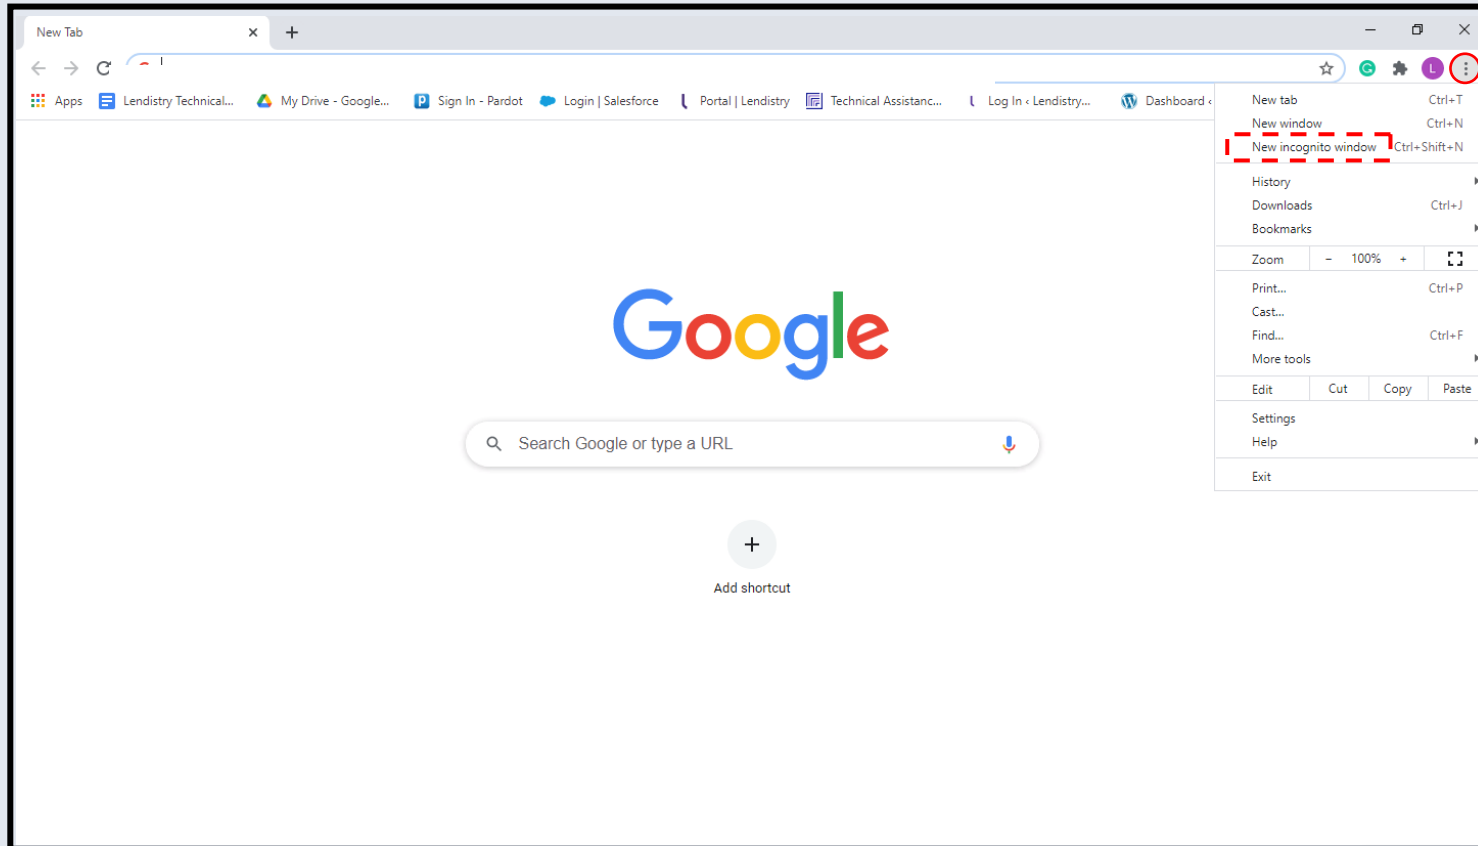 New Tab
Apps Lendistry Technical... My Drive - Google... Sign In - Pardot Login | Salesforce Portal | Lendistry Technical Assistanc... Log In ‹ Lendistry... Dashboard ‹
L
New tab Ctrl+T
New window Ctrl+N
New incognito window Ctrl+Shift+N
History
Downloads Ctrl+J
Bookmarks
Zoom - 100% +
Print... Ctrl+P
Cast...
Find... Ctrl+F
More tools
Edit Cut Copy Paste
Settings
Help
Exit
Google
Search Google or type a URL
Add shortcut